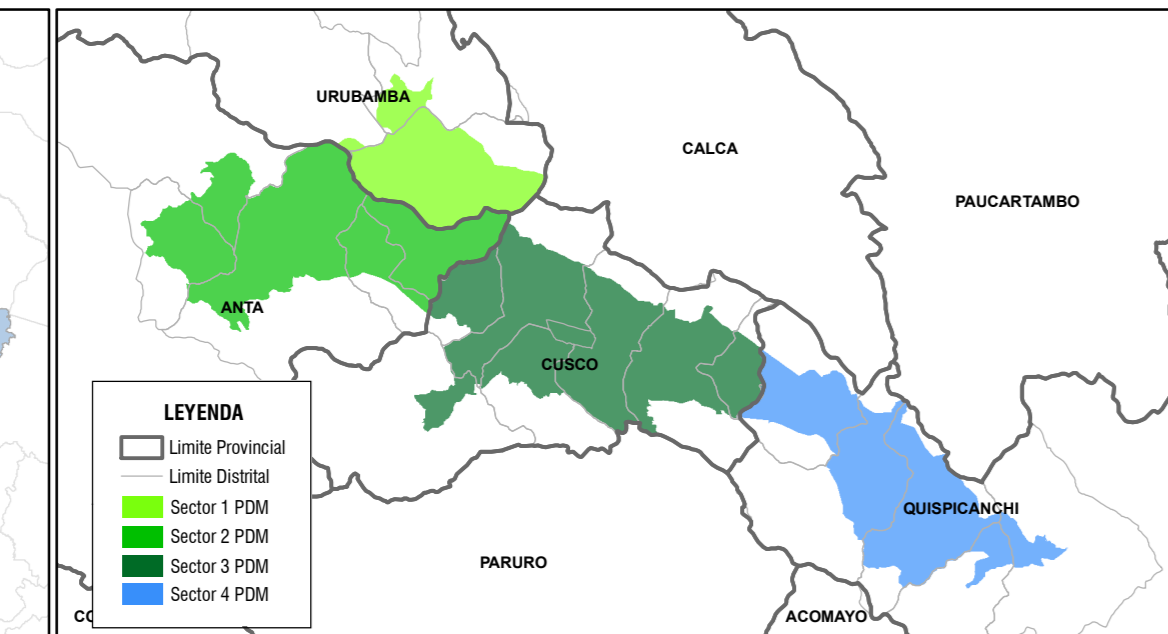 URUBAMBA
CALCA
PAUCARTAMBO
ANTA
CUSCO
QUISPICANCHI
PARURO
ACOMAYO
LEYENDA
Limite Provincial
Limite Distrital
Sector 1 PDM
Sector 2 PDM
Sector 3 PDM
Sector 4 PDM